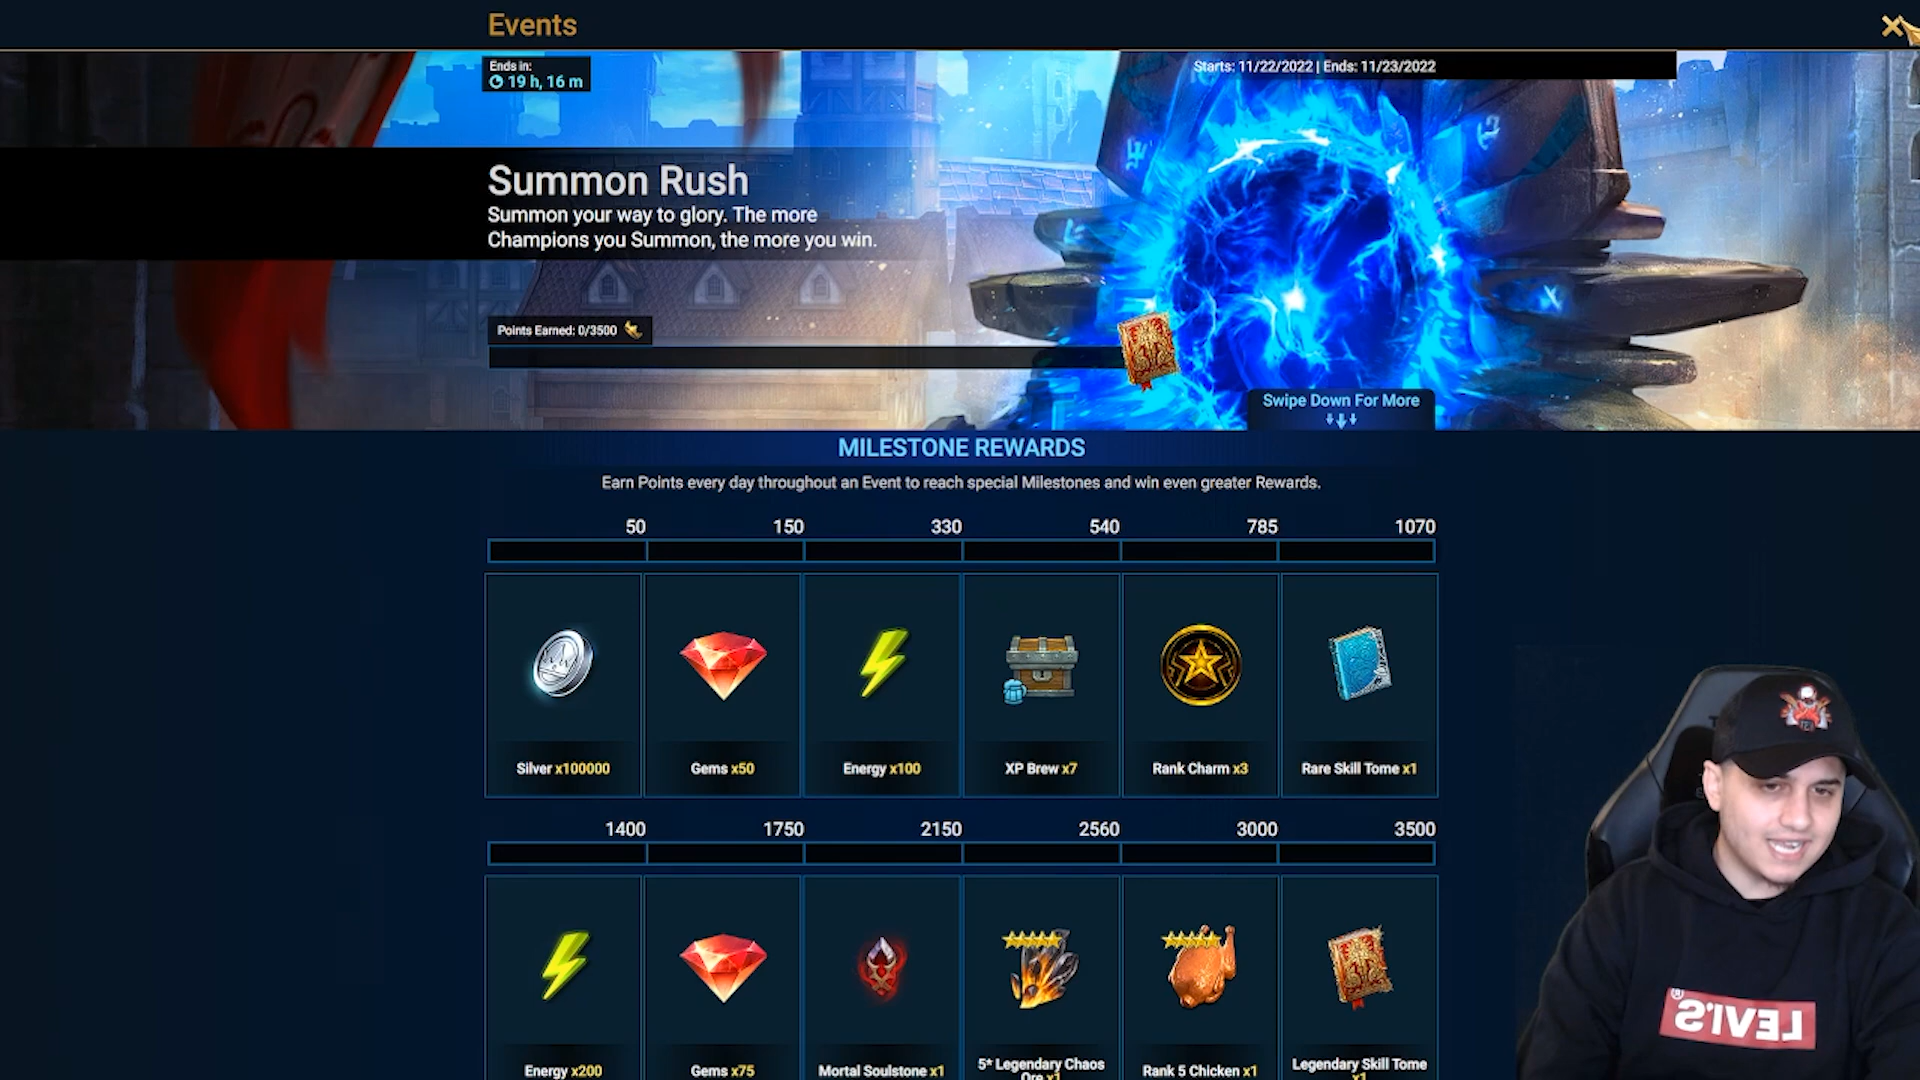 Events
Ends in:
19 h, 16 m
Starts: 11/22/2022 | Ends: 11/23/2022
Summon Rush
Summon your way to glory. The more
Champions you Summon, the more you win.
Points Earned: 0/3500
Swipe Down For More
MILESTONE REWARDS
Earn Points every day throughout an Event to reach special Milestones and win even greater Rewards.
50 150 330 540 785 1070
Silver x100000 Gems x50 Energy x100 XP Brew x7 Rank Charm x3 Rare Skill Tome x1
1400 1750 2150 2560 3000 3500
Energy x200 Gems x75 Mortal Soulstone x1 5* Legendary Chaos Ore x1 Rank 5 Chicken x1 Legendary Skill Tome x1
LEVI'S